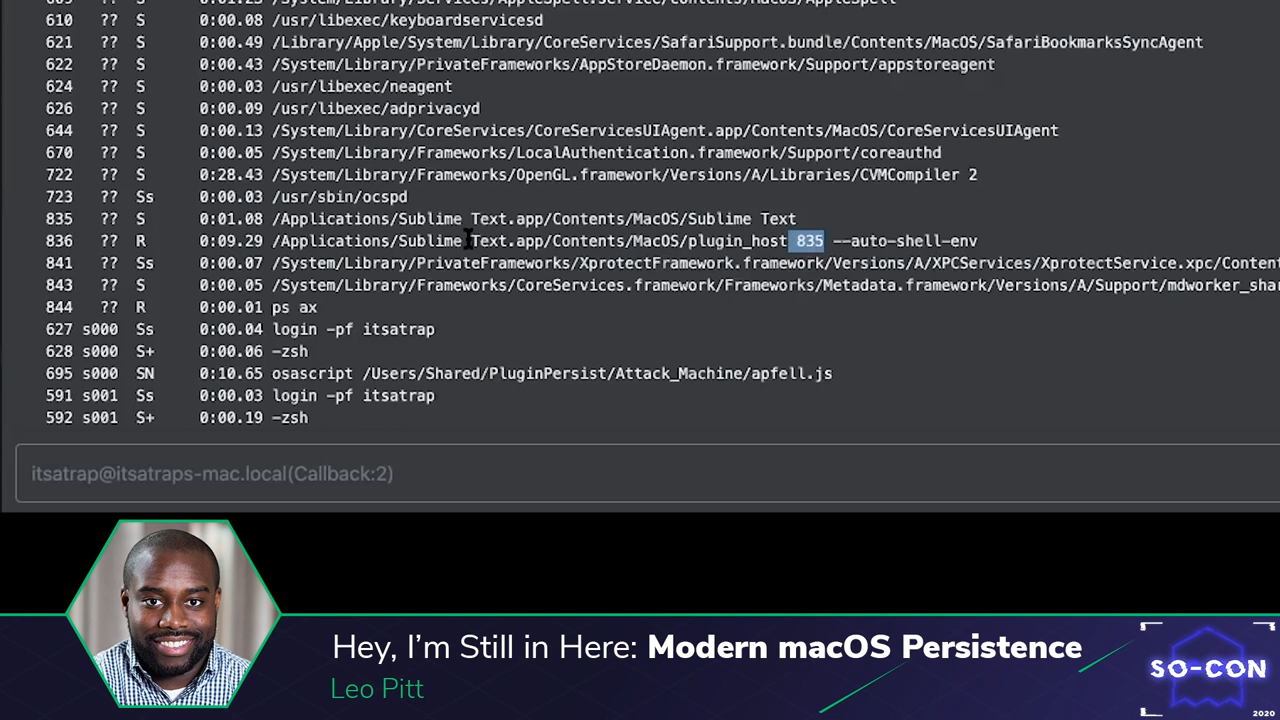 610 ?? S 0:00.08 /usr/libexec/keyboardservicesd
621 ?? S 0:00.49 /Library/Apple/System/Library/CoreServices/SafariSupport.bundle/Contents/MacOS/SafariBookmarksSyncAgent
622 ?? S 0:00.43 /System/Library/PrivateFrameworks/AppStoreDaemon.framework/Support/appstoreagent
624 ?? S 0:00.03 /usr/libexec/neagent
626 ?? S 0:00.09 /usr/libexec/adprivacyd
644 ?? S 0:00.13 /System/Library/CoreServices/CoreServicesUIAgent.app/Contents/MacOS/CoreServicesUIAgent
670 ?? S 0:00.05 /System/Library/Frameworks/LocalAuthentication.framework/Support/coreauthd
722 ?? S 0:28.43 /System/Library/Frameworks/OpenGL.framework/Versions/A/Libraries/CVMCompiler 2
723 ?? Ss 0:00.03 /usr/sbin/ocspd
835 ?? S 0:01.08 /Applications/Sublime Text.app/Contents/MacOS/Sublime Text
836 ?? R 0:09.29 /Applications/Sublime Text.app/Contents/MacOS/plugin_host 835 --auto-shell-env
841 ?? Ss 0:00.07 /System/Library/PrivateFrameworks/XprotectFramework.framework/Versions/A/XPCServices/XprotectService.xpc/Content
843 ?? S 0:00.05 /System/Library/Frameworks/CoreServices.framework/Frameworks/Metadata.framework/Versions/A/Support/mdworker_shar
844 ?? R 0:00.01 ps ax
627 s000 Ss 0:00.04 login -pf itsatrap
628 s000 S+ 0:00.06 -zsh
695 s000 SN 0:10.65 osascript /Users/Shared/PluginPersist/Attack_Machine/apfell.js
591 s001 Ss 0:00.03 login -pf itsatrap
592 s001 S+ 0:00.19 -zsh
itsatrap@itsatraps-mac.local(Callback:2)
Hey, I'm Still in Here: Modern macOS Persistence
Leo Pitt
SO-CON
2020